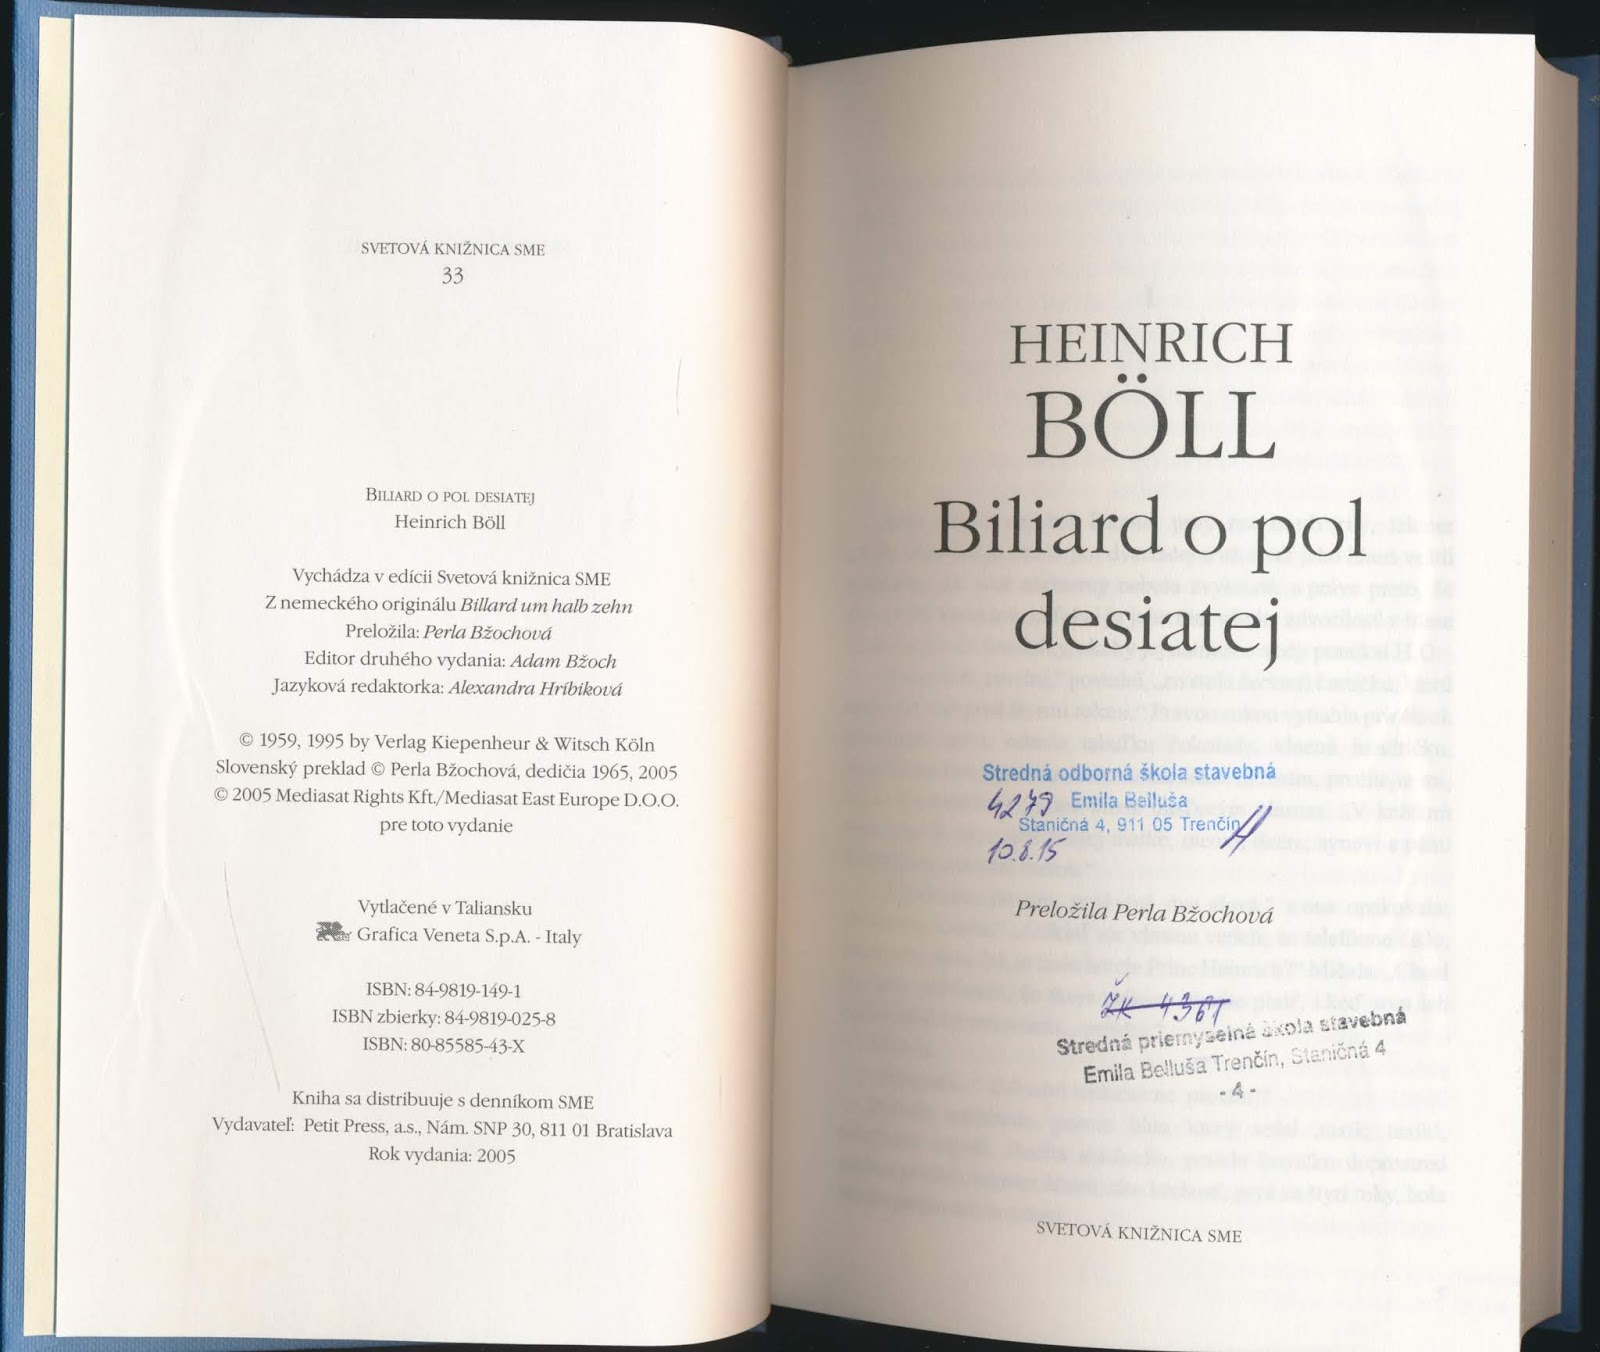 SVETOVÁ KNIŽNICA SME
33
BILIARD O POL DESIATEJ
Heinrich Böll
Vychádza v edícii Svetová knižnica SME
Z nemeckého originálu Billard um halb zehn
Preložila: Perla Bžochová
Editor druhého vydania: Adam Bžoch
Jazyková redaktorka: Alexandra Hríbiková
© 1959, 1995 by Verlag Kiepenheur & Witsch Köln
Slovenský preklad © Perla Bžochová, dedičia 1965, 2005
© 2005 Mediasat Rights Kft./Mediasat East Europe D.O.O.
pre toto vydanie
Vytlačené v Taliansku
Grafica Veneta S.p.A. - Italy
ISBN: 84-9819-149-1
ISBN zbierky: 84-9819-025-8
ISBN: 80-85585-43-X
Kniha sa distribuuje s denníkom SME
Vydavateľ: Petit Press, a.s., Nám. SNP 30, 811 01 Bratislava
Rok vydania: 2005
HEINRICH
BÖLL
Biliard o pol
desiatej
Stredná odborná škola stavebná
4279 Emila Belluša
Staničná 4, 911 05 Trenčín
10.8.15
Preložila Perla Bžochová
ŽK 4361
Stredná priemyselná škola stavebná
Emila Belluša Trenčín, Staničná 4
- 4 -
SVETOVÁ KNIŽNICA SME